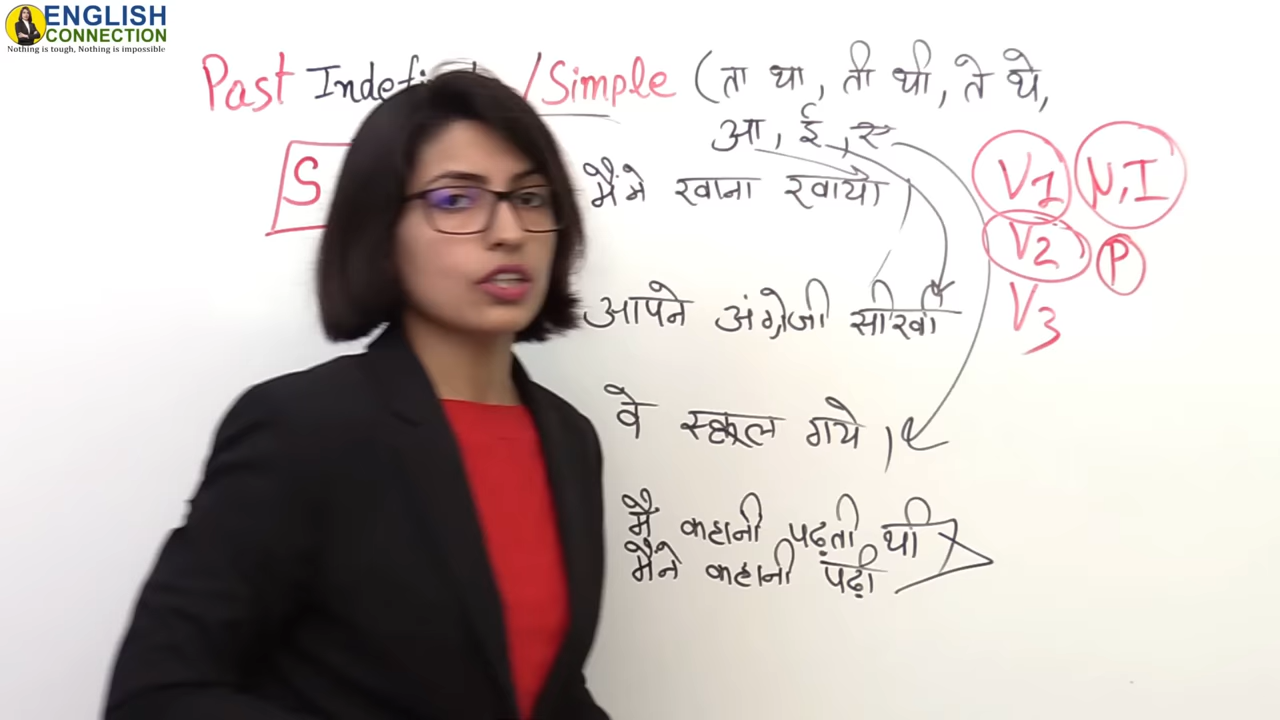 ENGLISH
CONNECTION
Nothing is tough, Nothing is impossible
Past Indefinite /Simple (ता था, ती थी, ते थे,
आ, ई, ए
S
मैंने खाना खाया।
V1 N, I
V2 P
V3
आपने अंग्रेजी सीखी
वे स्कूल गये।
मैं कहानी पढ़ती थी
मैंने कहानी पढ़ी